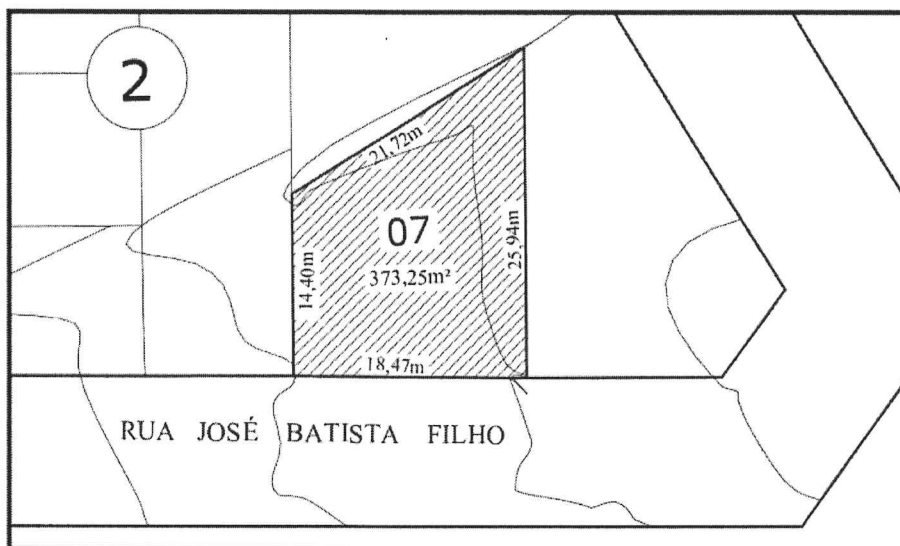 2
21,72m
07
373,25m²
14,40m
25,94m
18,47m
RUA JOSÉ BATISTA FILHO